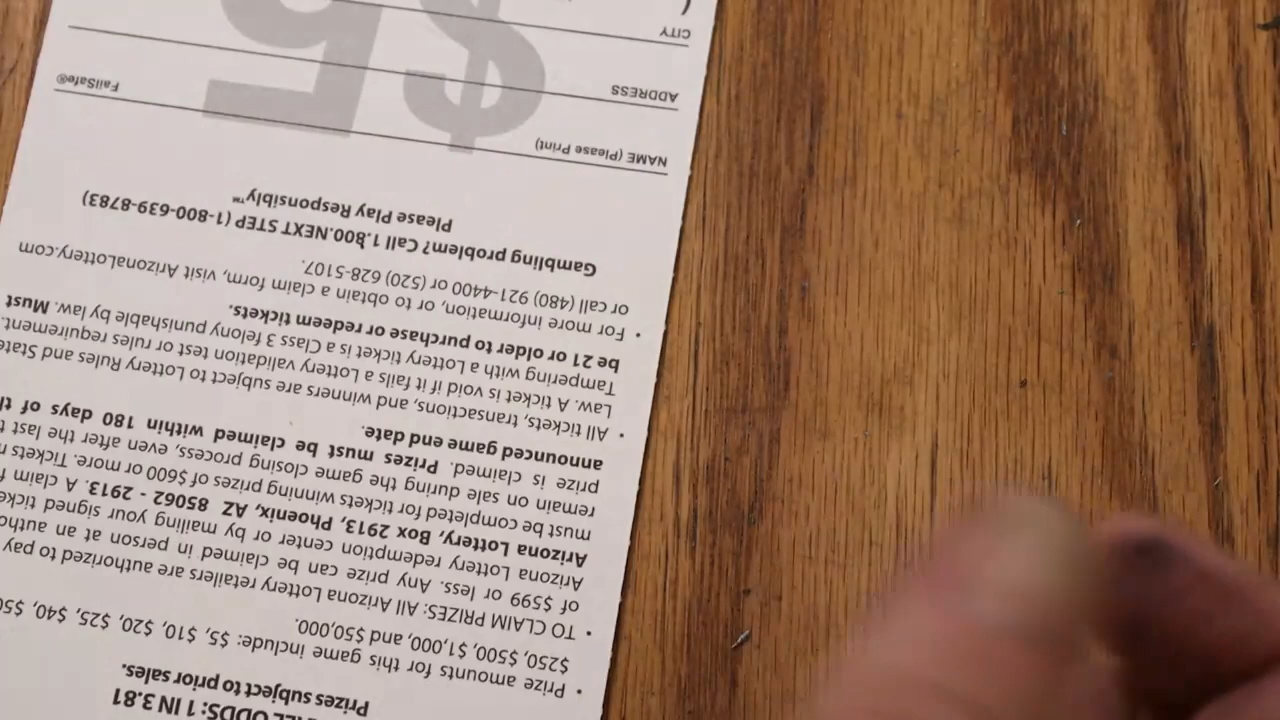 ODDS: 1 IN 3.81
Prizes subject to prior sales.
• Prize amounts for this game include: $5, $10, $20, $25, $40,
$250, $500, $1,000, and $50,000.
• TO CLAIM PRIZES: All Arizona Lottery retailers are authorized to pay
of $599 or less. Any prize can be claimed in person at an
Arizona Lottery redemption center or by mailing your signed
Arizona Lottery, Box 2913, Phoenix, AZ 85062 - 2913. A claim
must be completed for tickets winning prizes of $600 or more. Tickets
remain on sale during the game closing process, even after the last
prize is claimed. Prizes must be claimed within 180 days of
announced game end date.
• All tickets, transactions, and winners are subject to Lottery Rules and State
Law. A ticket is void if it fails a Lottery validation test or rules requirement.
Tampering with a Lottery ticket is a Class 3 felony punishable by law. Must
be 21 or older to purchase or redeem tickets.
• For more information, or to obtain a claim form, visit ArizonaLottery.com
or call (480) 921-4400 or (520) 628-5107.
Gambling problem? Call 1.800.NEXT STEP (1-800-639-8783)
Please Play Responsibly™
NAME (Please Print)
FailSafe®
ADDRESS
CITY
$5